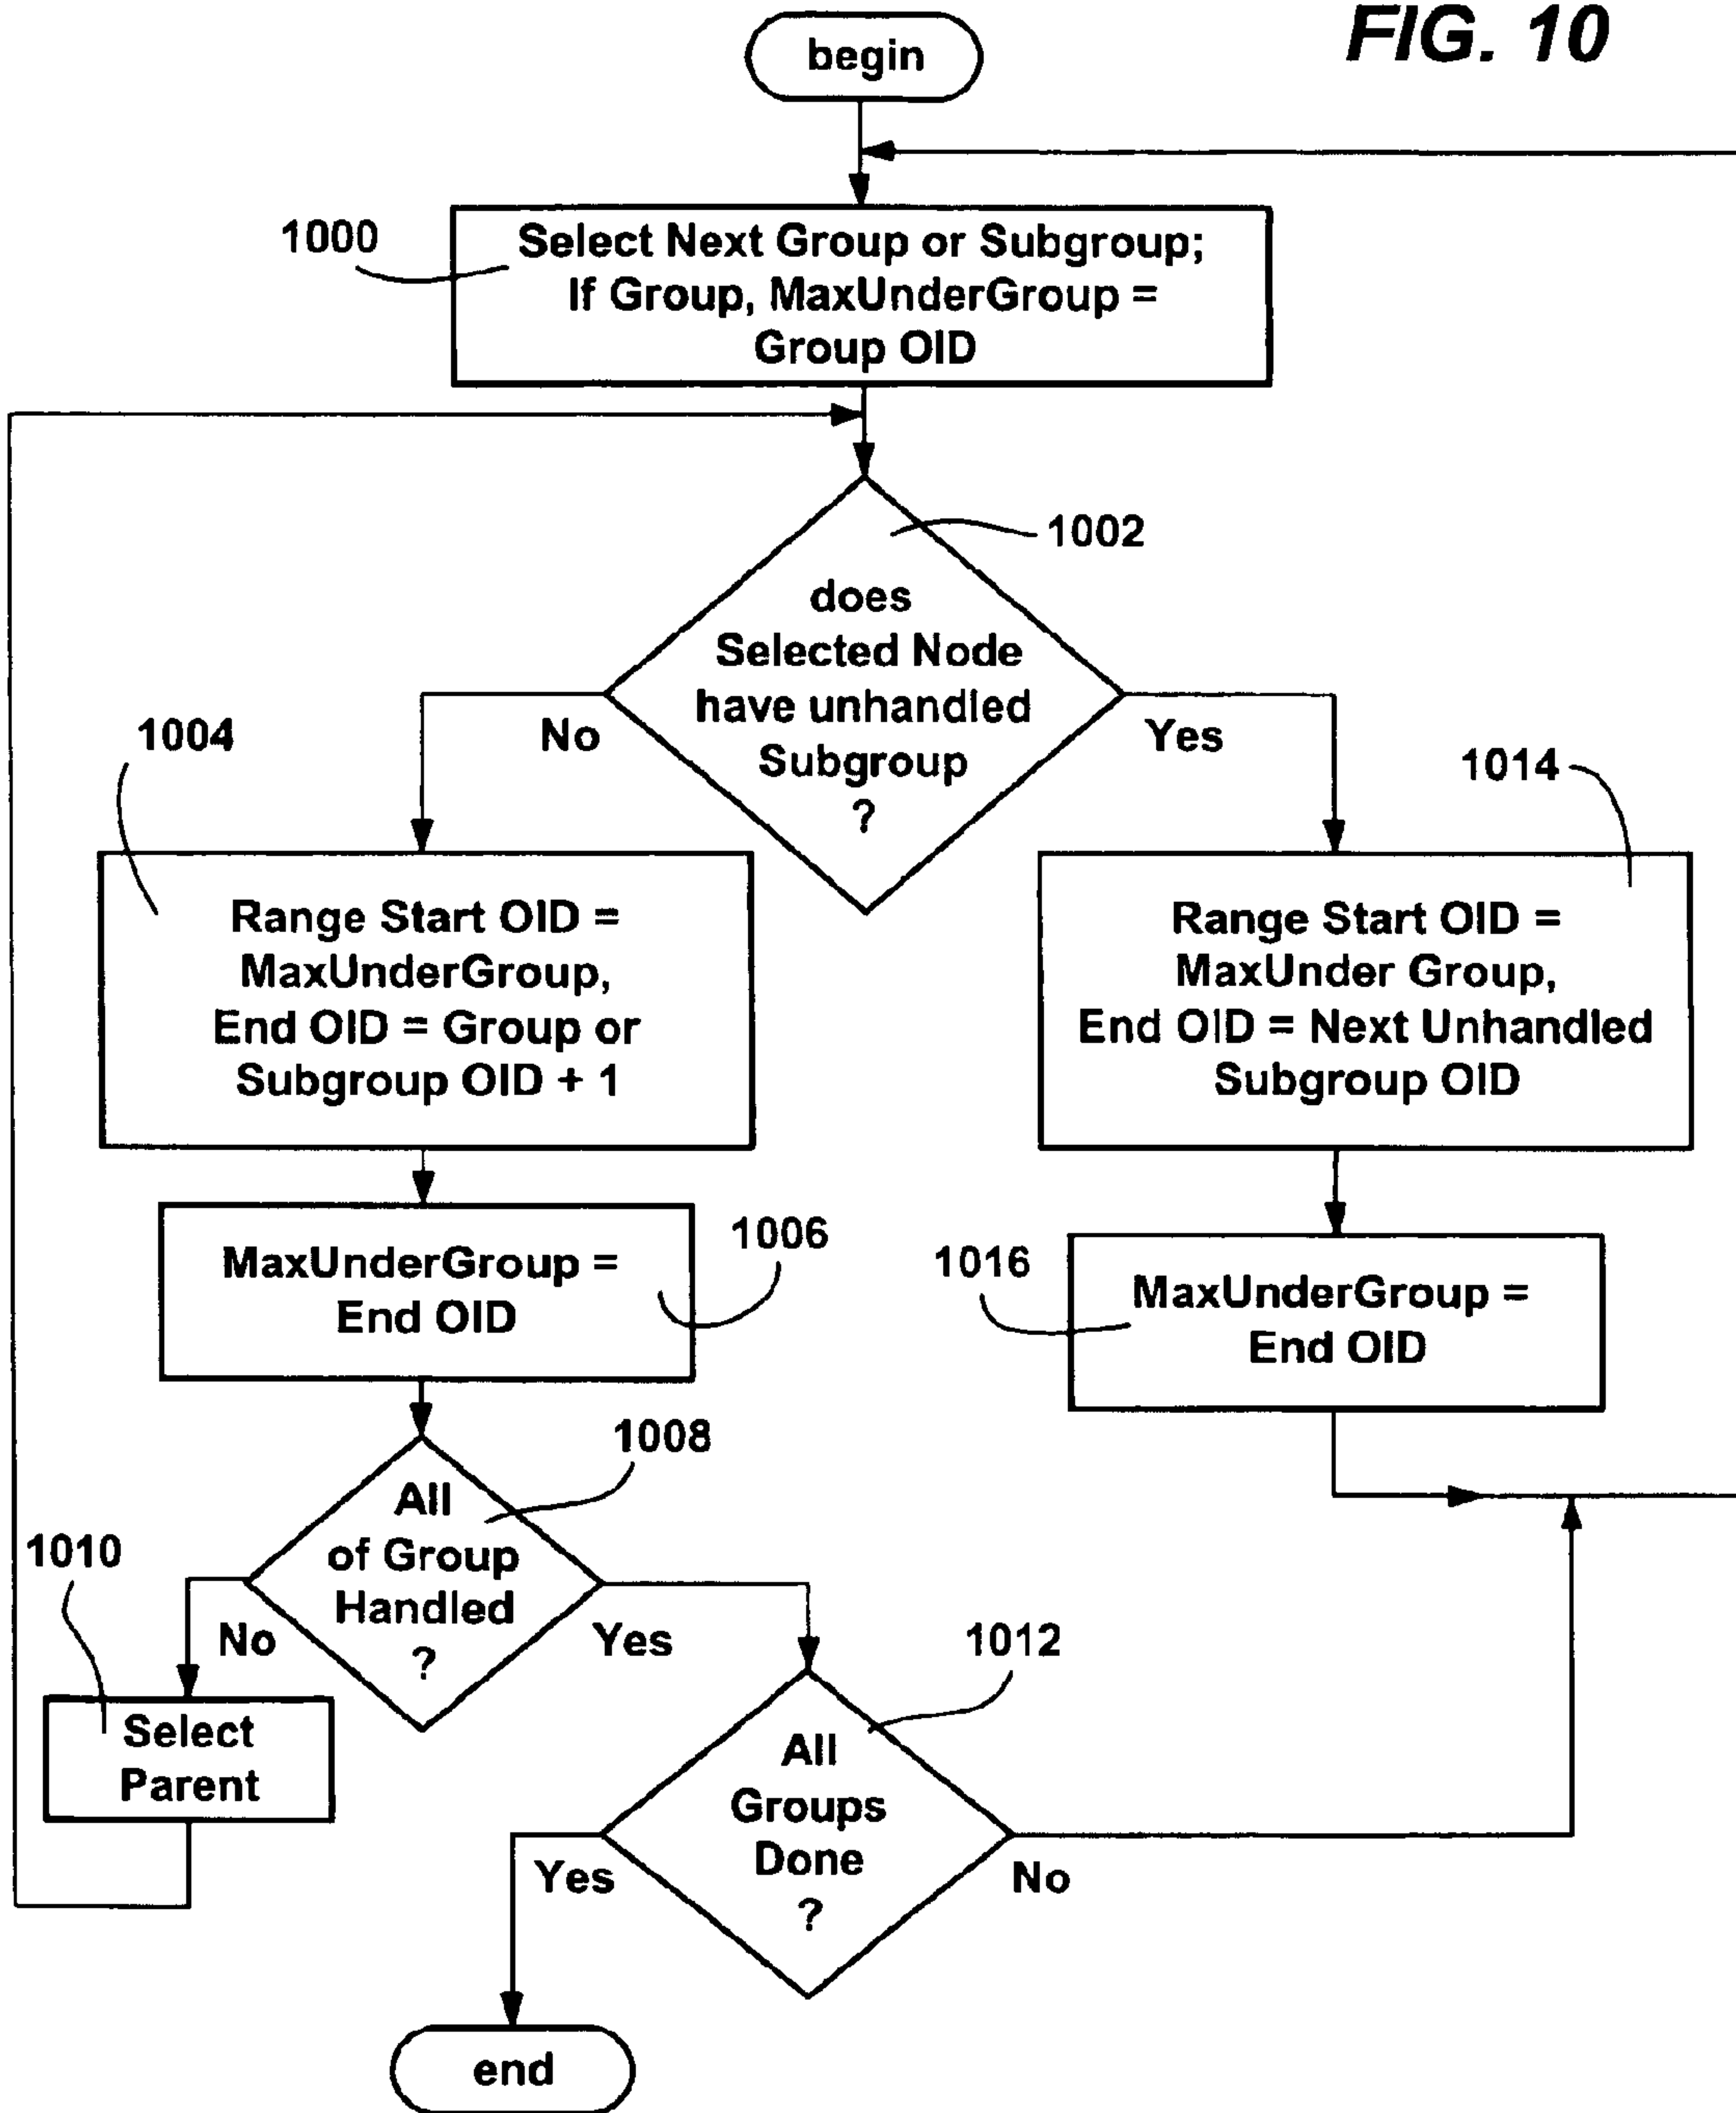 FIG. 10
begin
1000
Select Next Group or Subgroup;
If Group, MaxUnderGroup =
Group OID
1002
does
Selected Node
have unhandled
Subgroup
?
No
Yes
1004
Range Start OID =
MaxUnderGroup,
End OID = Group or
Subgroup OID + 1
1014
Range Start OID =
MaxUnder Group,
End OID = Next Unhandled
Subgroup OID
1006
MaxUnderGroup =
End OID
1016
MaxUnderGroup =
End OID
1008
All
of Group
Handled
?
No
Yes
1010
Select
Parent
1012
All
Groups
Done
?
Yes
No
end